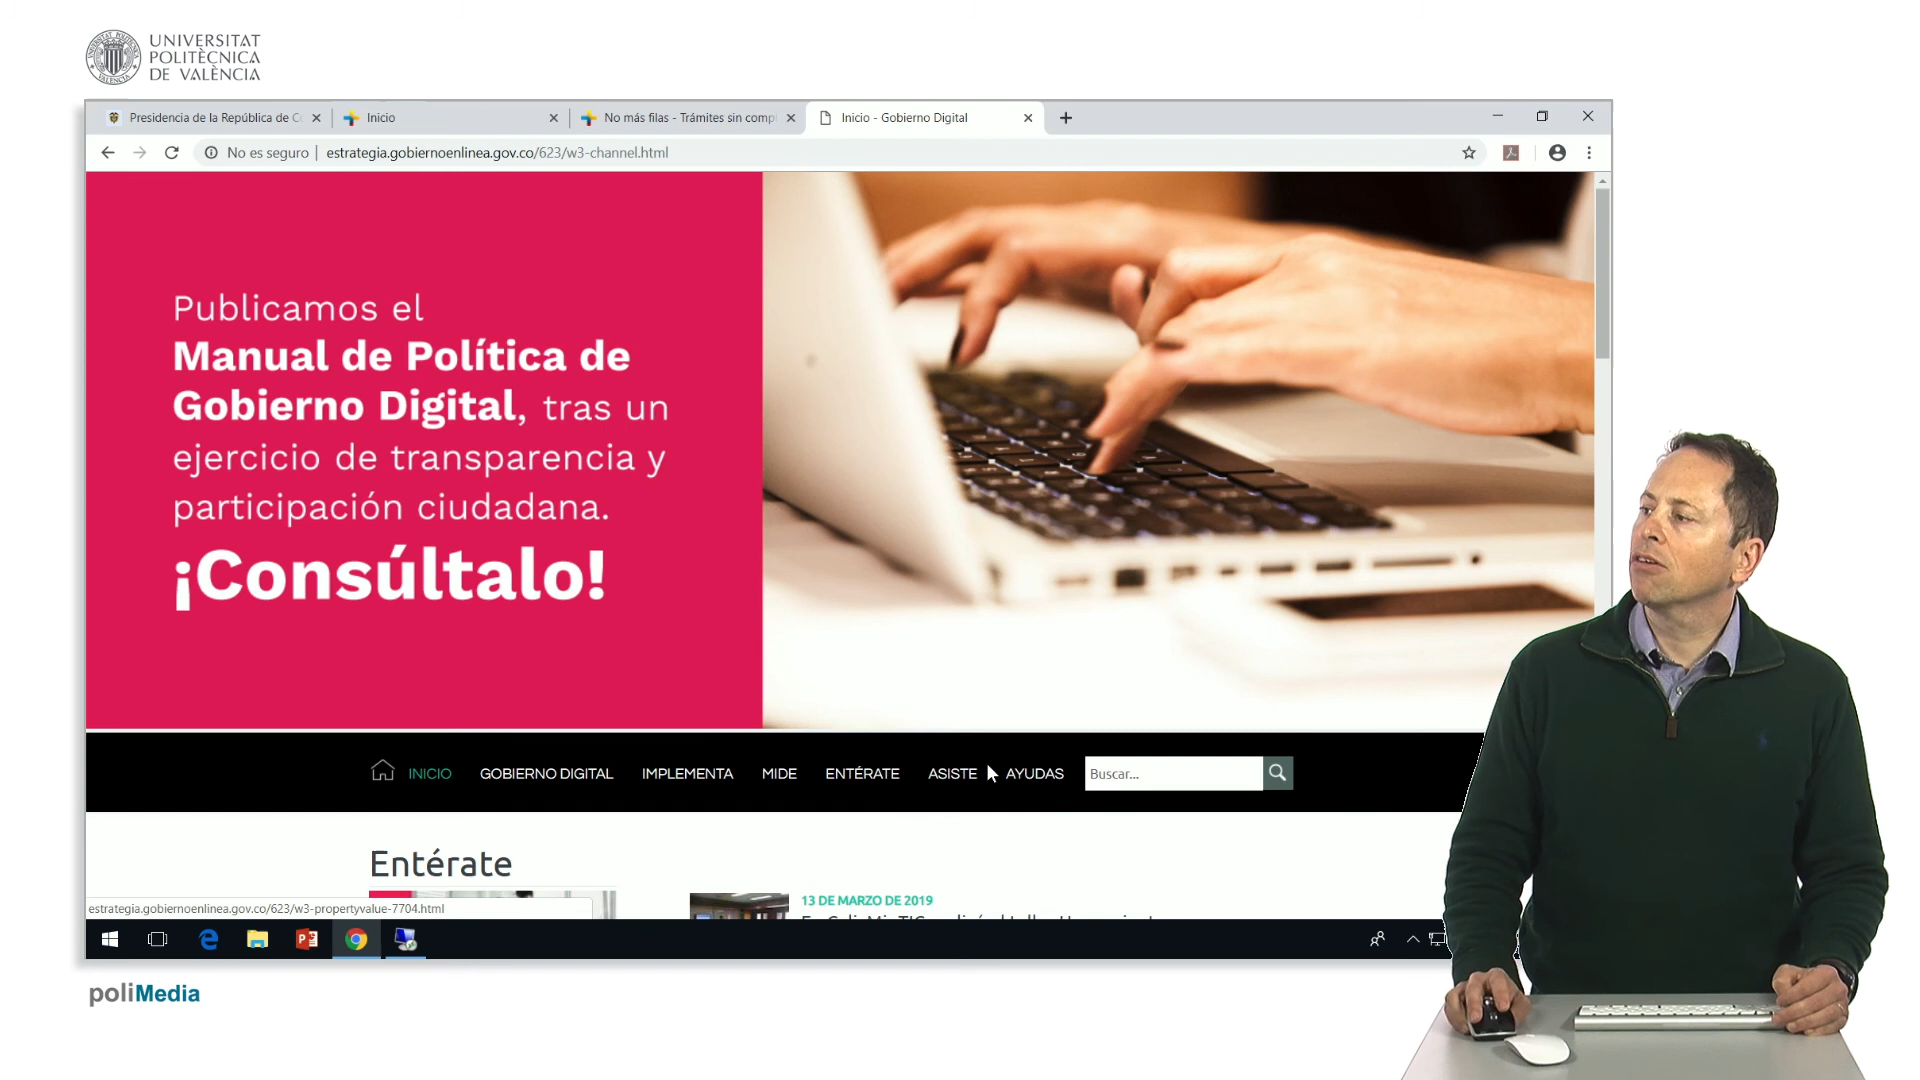 UNIVERSITAT
POLITÈCNICA
DE VALÈNCIA
Presidencia de la República de C
Inicio
No más filas - Trámites sin compl
Inicio - Gobierno Digital
No es seguro | estrategia.gobiernoenlinea.gov.co/623/w3-channel.html
Publicamos el
Manual de Política de
Gobierno Digital, tras un
ejercicio de transparencia y
participación ciudadana.
¡Consúltalo!
INICIO GOBIERNO DIGITAL IMPLEMENTA MIDE ENTÉRATE ASISTE AYUDAS Buscar...
Entérate
13 DE MARZO DE 2019
estrategia.gobiernoenlinea.gov.co/623/w3-propertyvalue-7704.html
poliMedia